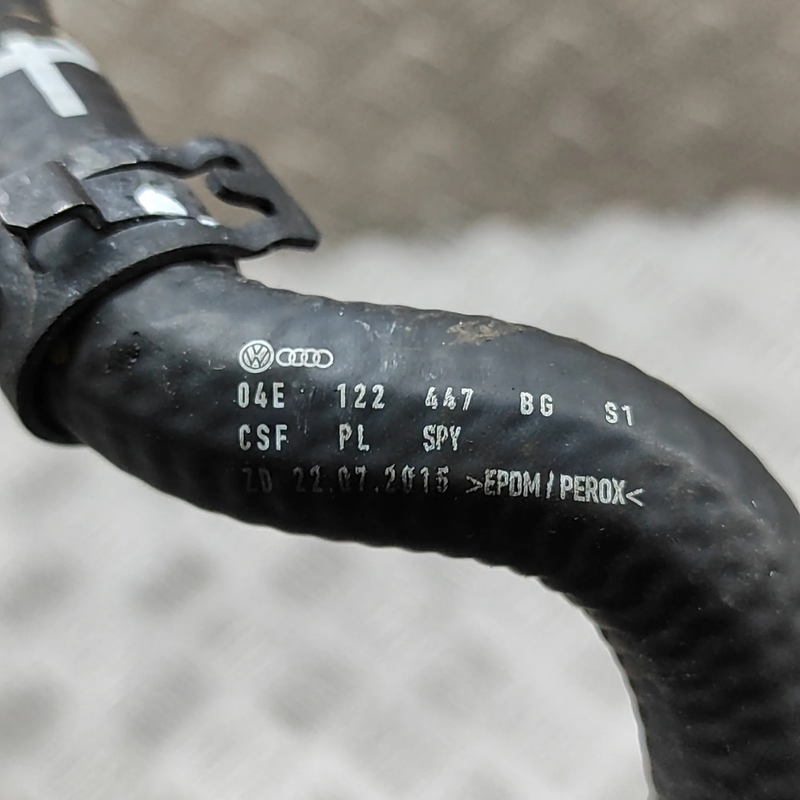 04E 122 447 BG S1
CSF PL SPY
ZD 22.07.2015 >EPDM/PEROX<